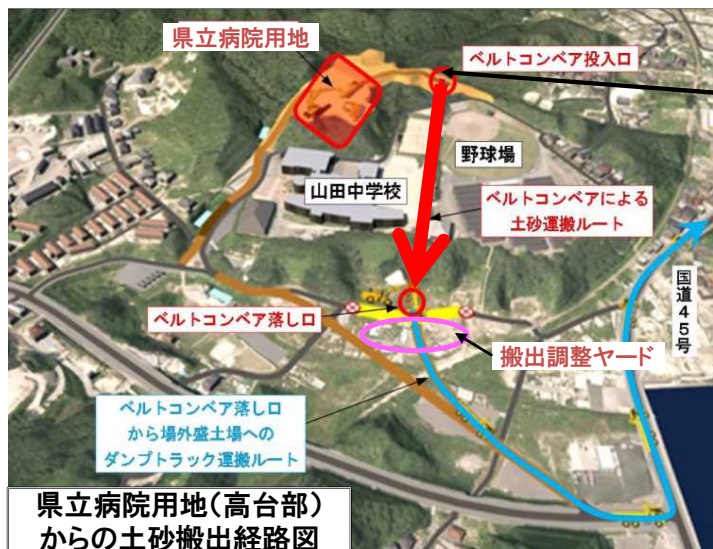 県立病院用地
ベルトコンベア投入口
野球場
山田中学校
ベルトコンベアによる
土砂運搬ルート
国道45号
ベルトコンベア落し口
搬出調整ヤード
ベルトコンベア落し口
から場外盛土場への
ダンプトラック運搬ルート
県立病院用地(高台部)
からの土砂搬出経路図